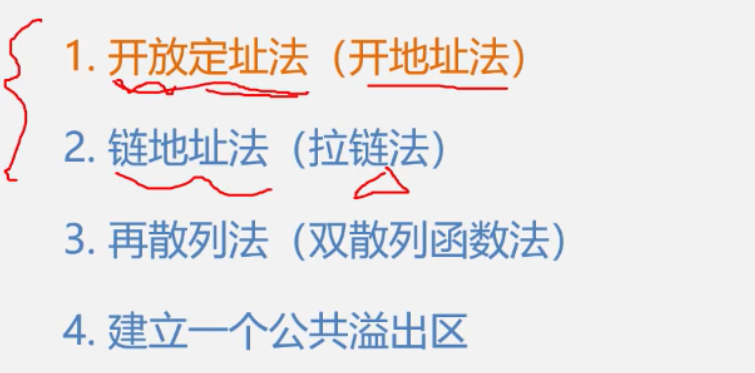 1. 开放定址法（开地址法）
2. 链地址法（拉链法）
3. 再散列法（双散列函数法）
4. 建立一个公共溢出区